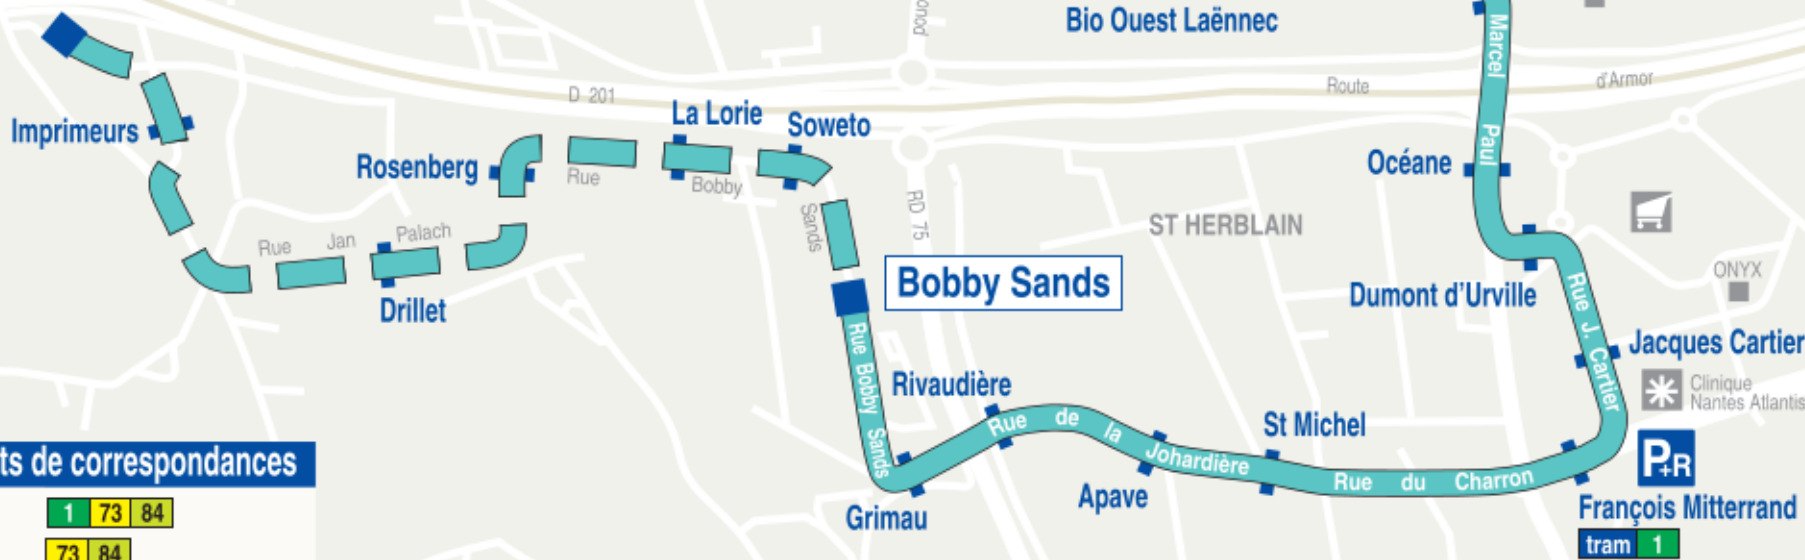 Bio Ouest Laënnec
Marcel
Paul
Route
d'Armor
D 201
La Lorie
Soweto
Imprimeurs
Rosenberg
Rue
Bobby
Sands
RD 75
Océane
ST HERBLAIN
Rue Jan Palach
Drillet
Bobby Sands
Dumont d'Urville
ONYX
Rue J. Cartier
Jacques Cartier
Clinique
Nantes Atlantis
Rue Bobby Sands
Rivaudière
Rue de la Johardière
St Michel
Rue du Charron
Apave
Grimau
P+R
François Mitterrand
tram 1
ts de correspondances
1 73 84
73 84